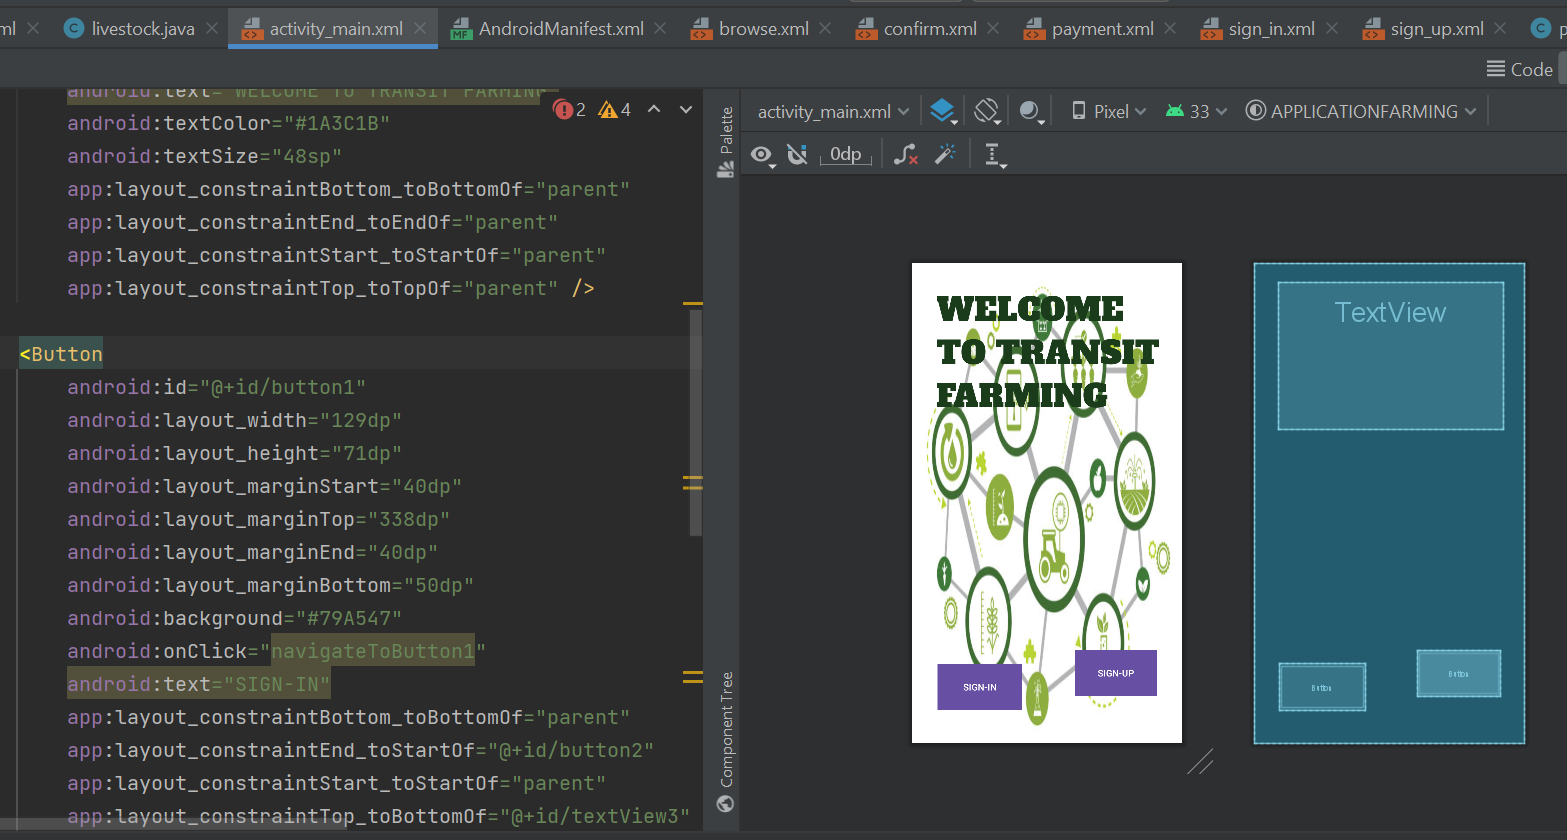 ml livestock.java activity_main.xml AndroidManifest.xml browse.xml confirm.xml payment.xml sign_in.xml sign_up.xml
Code
android:text="WELCOME TO TRANSIT FARMING"
2 4
android:textColor="#1A3C1B"
android:textSize="48sp"
app:layout_constraintBottom_toBottomOf="parent"
app:layout_constraintEnd_toEndOf="parent"
app:layout_constraintStart_toStartOf="parent"
app:layout_constraintTop_toTopOf="parent" />
<Button
android:id="@+id/button1"
android:layout_width="129dp"
android:layout_height="71dp"
android:layout_marginStart="40dp"
android:layout_marginTop="338dp"
android:layout_marginEnd="40dp"
android:layout_marginBottom="50dp"
android:background="#79A547"
android:onClick="navigateToButton1"
android:text="SIGN-IN"
app:layout_constraintBottom_toBottomOf="parent"
app:layout_constraintEnd_toStartOf="@+id/button2"
app:layout_constraintStart_toStartOf="parent"
app:layout_constraintTop_toBottomOf="@+id/textView3"
Palette
Component Tree
activity_main.xml Pixel 33 APPLICATIONFARMING
0dp
WELCOME
TO TRANSIT
FARMING
SIGN-IN
SIGN-UP
TextView
Button
Button
C
C
MF